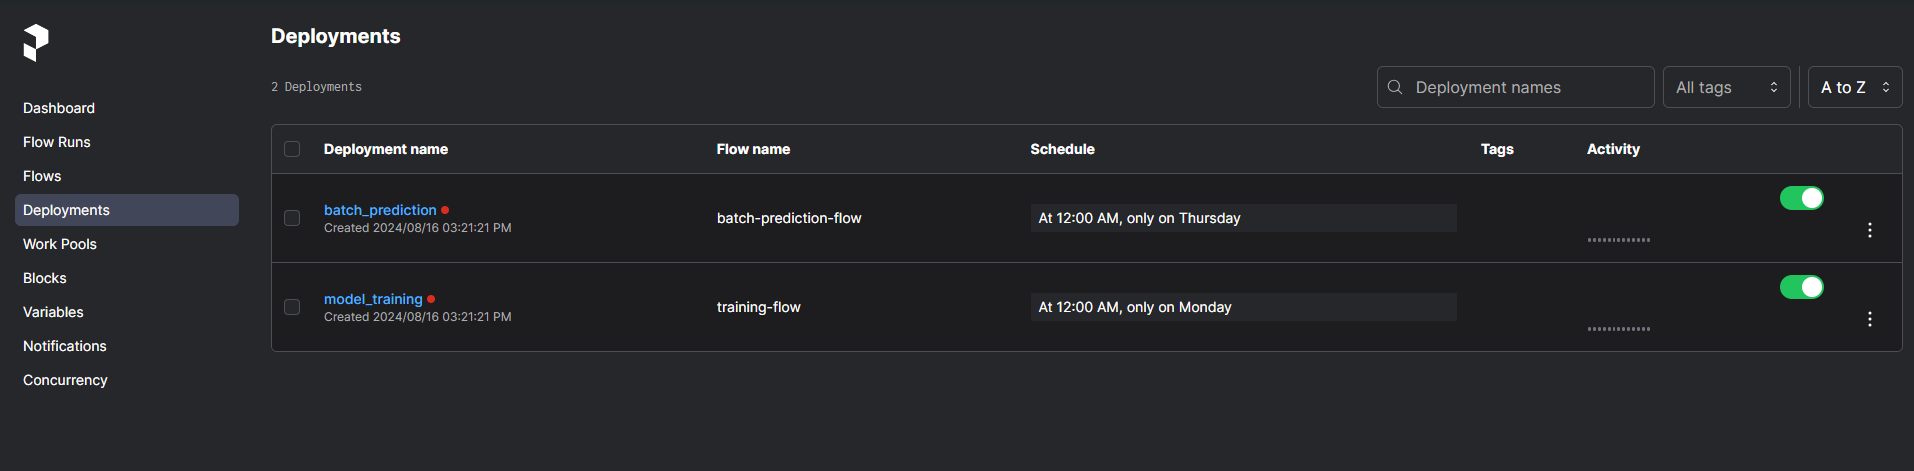 Deployments
2 Deployments
Deployment names
All tags
A to Z
Dashboard
Flow Runs
Flows
Deployments
Work Pools
Blocks
Variables
Notifications
Concurrency
Deployment name Flow name Schedule Tags Activity
batch_prediction
Created 2024/08/16 03:21:21 PM
batch-prediction-flow
At 12:00 AM, only on Thursday
model_training
Created 2024/08/16 03:21:21 PM
training-flow
At 12:00 AM, only on Monday